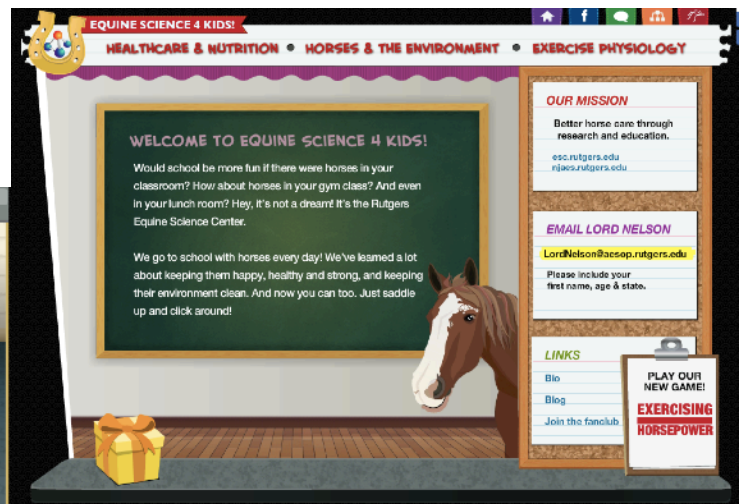 EQUINE SCIENCE 4 KIDS!
HEALTHCARE & NUTRITION • HORSES & THE ENVIRONMENT • EXERCISE PHYSIOLOGY
WELCOME TO EQUINE SCIENCE 4 KIDS!
Would school be more fun if there were horses in your
classroom? How about horses in your gym class? And even
in your lunch room? Hey, it's not a dream! It's the Rutgers
Equine Science Center.
We go to school with horses every day! We've learned a lot
about keeping them happy, healthy and strong, and keeping
their environment clean. And now you can too. Just saddle
up and click around!
OUR MISSION
Better horse care through
research and education.
esc.rutgers.edu
njaes.rutgers.edu
EMAIL LORD NELSON
LordNelson@aesop.rutgers.edu
Please include your
first name, age & state.
LINKS
Bio
Blog
Join the fanclub
PLAY OUR
NEW GAME!
EXERCISING
HORSEPOWER